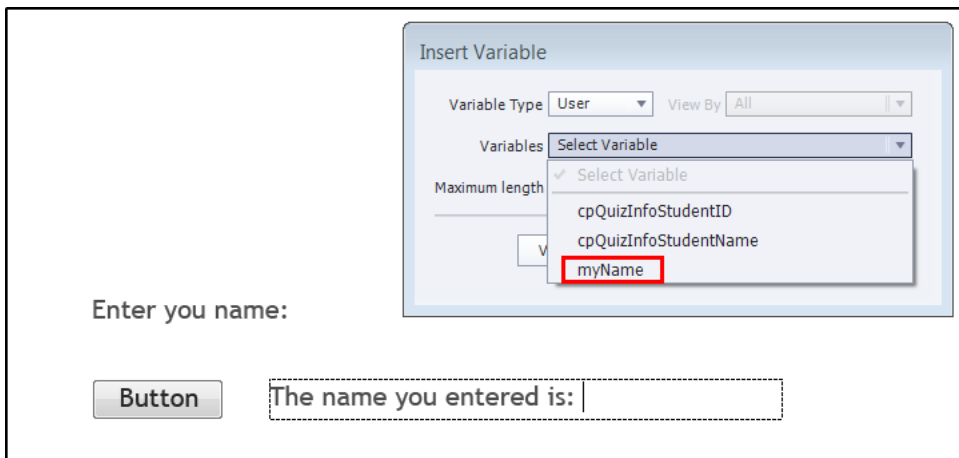 Insert Variable
Variable Type User View By All
Variables Select Variable
Select Variable
Maximum length
cpQuizInfoStudentID
cpQuizInfoStudentName
V
myName
Enter you name:
Button The name you entered is: